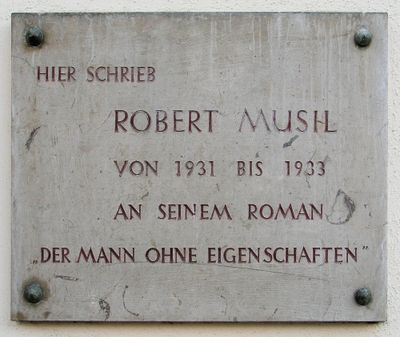 HIER SCHRIEB
ROBERT MUSIL
VON 1931 BIS 1933
AN SEINEM ROMAN
„DER MANN OHNE EIGENSCHAFTEN"